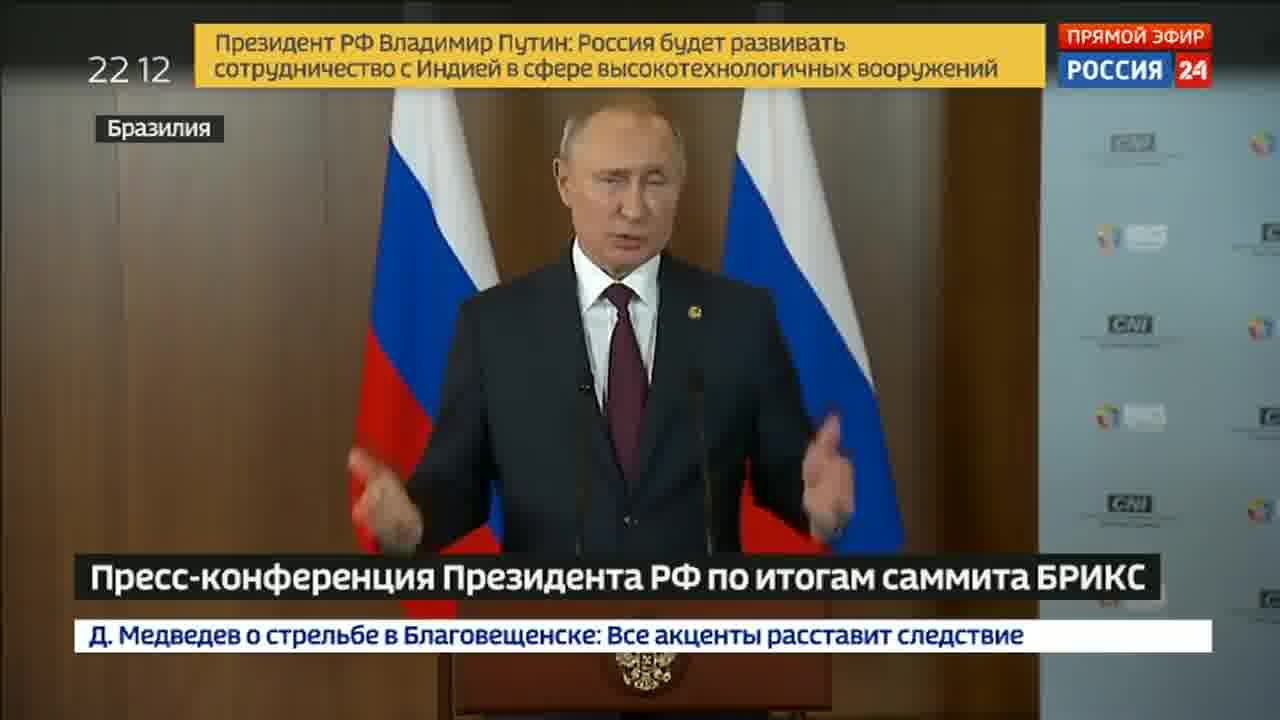 22 12
Президент РФ Владимир Путин: Россия будет развивать
сотрудничество с Индией в сфере высокотехнологичных вооружений
ПРЯМОЙ ЭФИР
РОССИЯ 24
Бразилия
CNI
CNI
CNI
Пресс-конференция Президента РФ по итогам саммита БРИКС
Д. Медведев о стрельбе в Благовещенске: Все акценты расставит следствие